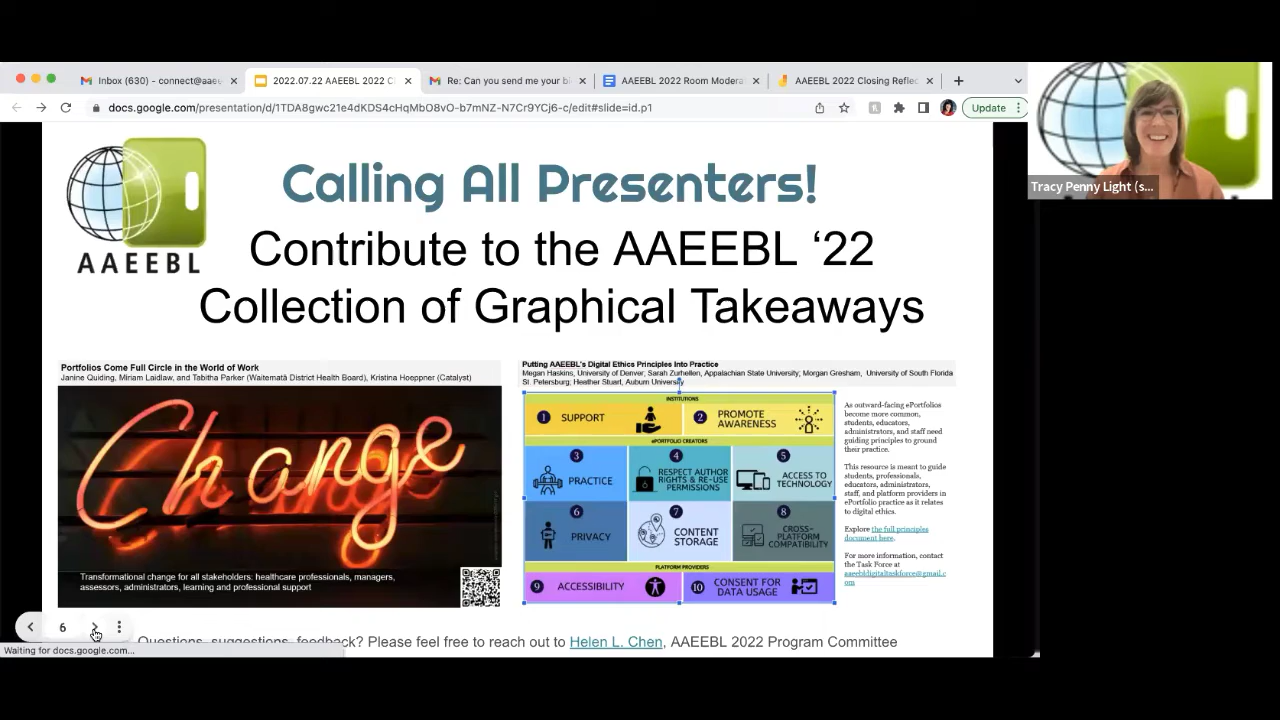 Inbox (630) - connect@aaee
2022.07.22 AAEEBL 2022 C
Re: Can you send me your bi
AAEEBL 2022 Room Modera
AAEEBL 2022 Closing Reflec
docs.google.com/presentation/d/1TDA8gwc21e4dKDS4cHqMbO8vO-b7mNZ-N7Cr9YCj6-c/edit#slide=id.p1
Update
Tracy Penny Light (s...
AAEEBL
Calling All Presenters!
Contribute to the AAEEBL ‘22
Collection of Graphical Takeaways
Portfolios Come Full Circle in the World of Work
Janine Quiding, Miriam Laidlaw, and Tabitha Parker (Waitematā District Health Board), Kristina Hoeppner (Catalyst)
Change
Transformational change for all stakeholders: healthcare professionals, managers,
assessors, administrators, learning and professional support
Putting AAEEBL's Digital Ethics Principles Into Practice
Megan Haskins, University of Denver; Sarah Zurhellen, Appalachian State University; Morgan Gresham, University of South Florida
St. Petersburg; Heather Stuart, Auburn University
INSTITUTIONS
1 SUPPORT
2 PROMOTE
AWARENESS
ePORTFOLIO CREATORS
3 PRACTICE
4 RESPECT AUTHOR
RIGHTS & RE-USE
PERMISSIONS
5 ACCESS TO
TECHNOLOGY
6 PRIVACY
7 CONTENT
STORAGE
8 CROSS-
PLATFORM
COMPATIBILITY
PLATFORM PROVIDERS
9 ACCESSIBILITY
10 CONSENT FOR
DATA USAGE
As outward-facing ePortfolios
become more common,
students, educators,
administrators, and staff need
guiding principles to ground
their practice.
This resource is meant to guide
students, professionals,
educators, administrators,
staff, and platform providers in
ePortfolio practice as it relates
to digital ethics.
Explore the full principles
document here.
For more information, contact
the Task Force at
aaeebldigitaltaskforce@gmail.c
om
6
Questions, suggestions, feedback? Please feel free to reach out to Helen L. Chen, AAEEBL 2022 Program Committee
Waiting for docs.google.com...